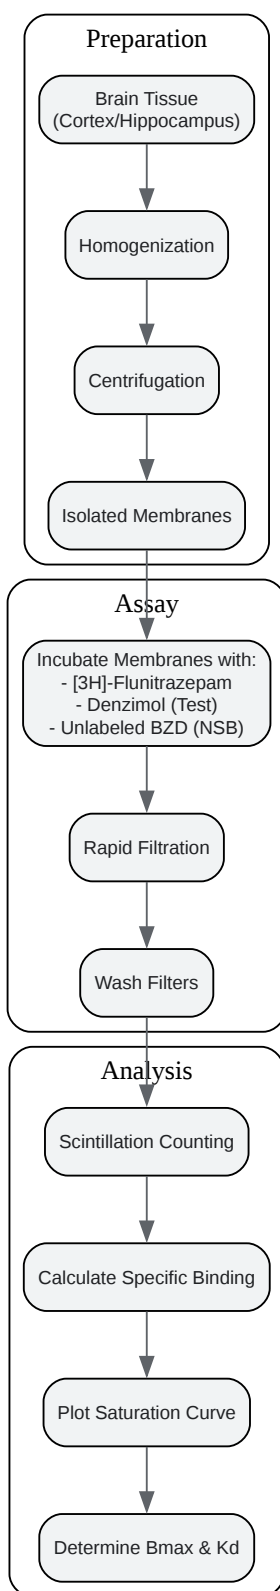 Preparation
Brain Tissue
(Cortex/Hippocampus)
Homogenization
Centrifugation
Isolated Membranes
Assay
Incubate Membranes with:
- [3H]-Flunitrazepam
- Denzimol (Test)
- Unlabeled BZD (NSB)
Rapid Filtration
Wash Filters
Analysis
Scintillation Counting
Calculate Specific Binding
Plot Saturation Curve
Determine Bmax & Kd